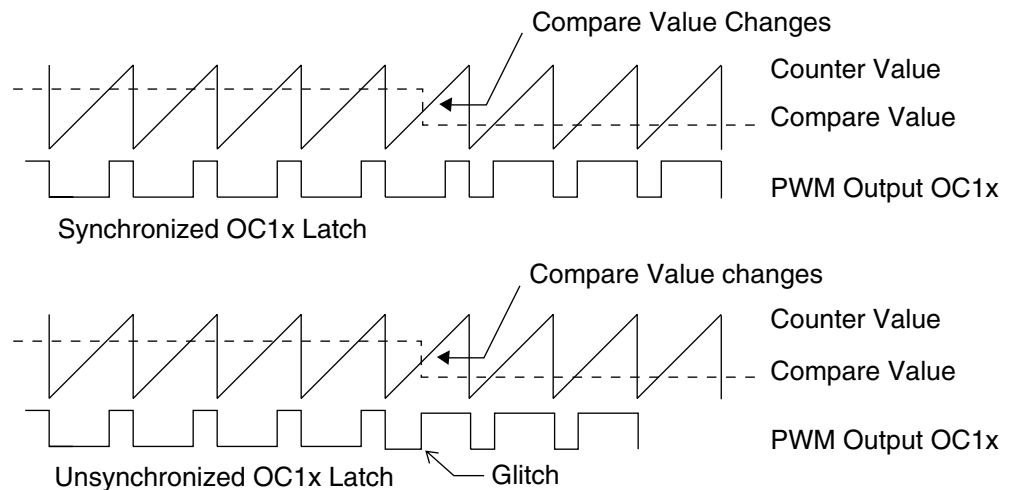 Compare Value Changes
Counter Value
Compare Value
PWM Output OC1x
Synchronized OC1x Latch
Compare Value changes
Counter Value
Compare Value
PWM Output OC1x
Unsynchronized OC1x Latch
Glitch